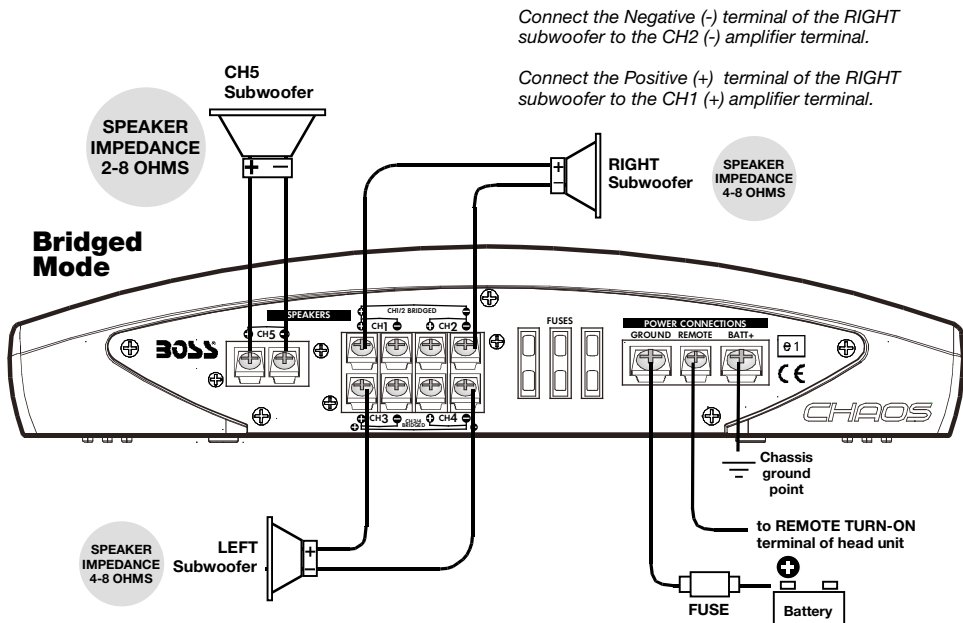 Connect the Negative (-) terminal of the RIGHT
subwoofer to the CH2 (-) amplifier terminal.
Connect the Positive (+)  terminal of the RIGHT
subwoofer to the CH1 (+) amplifier terminal.
CH5
Subwoofer
SPEAKER
IMPEDANCE
2-8 OHMS
+ −
+
−
RIGHT
Subwoofer
SPEAKER
IMPEDANCE
4-8 OHMS
Bridged
Mode
SPEAKERS
CH1/2 BRIDGED
+ CH5 −
+ CH1 −
+ CH2 −
FUSES
POWER CONNECTIONS
GROUND REMOTE BATT+
BOSS
e1
CE
+ CH3 −
CH3/4
BRIDGED
+ CH4 −
CHAOS
Chassis
ground
point
to REMOTE TURN-ON
terminal of head unit
SPEAKER
IMPEDANCE
4-8 OHMS
LEFT
Subwoofer
+
−
FUSE
+
Battery